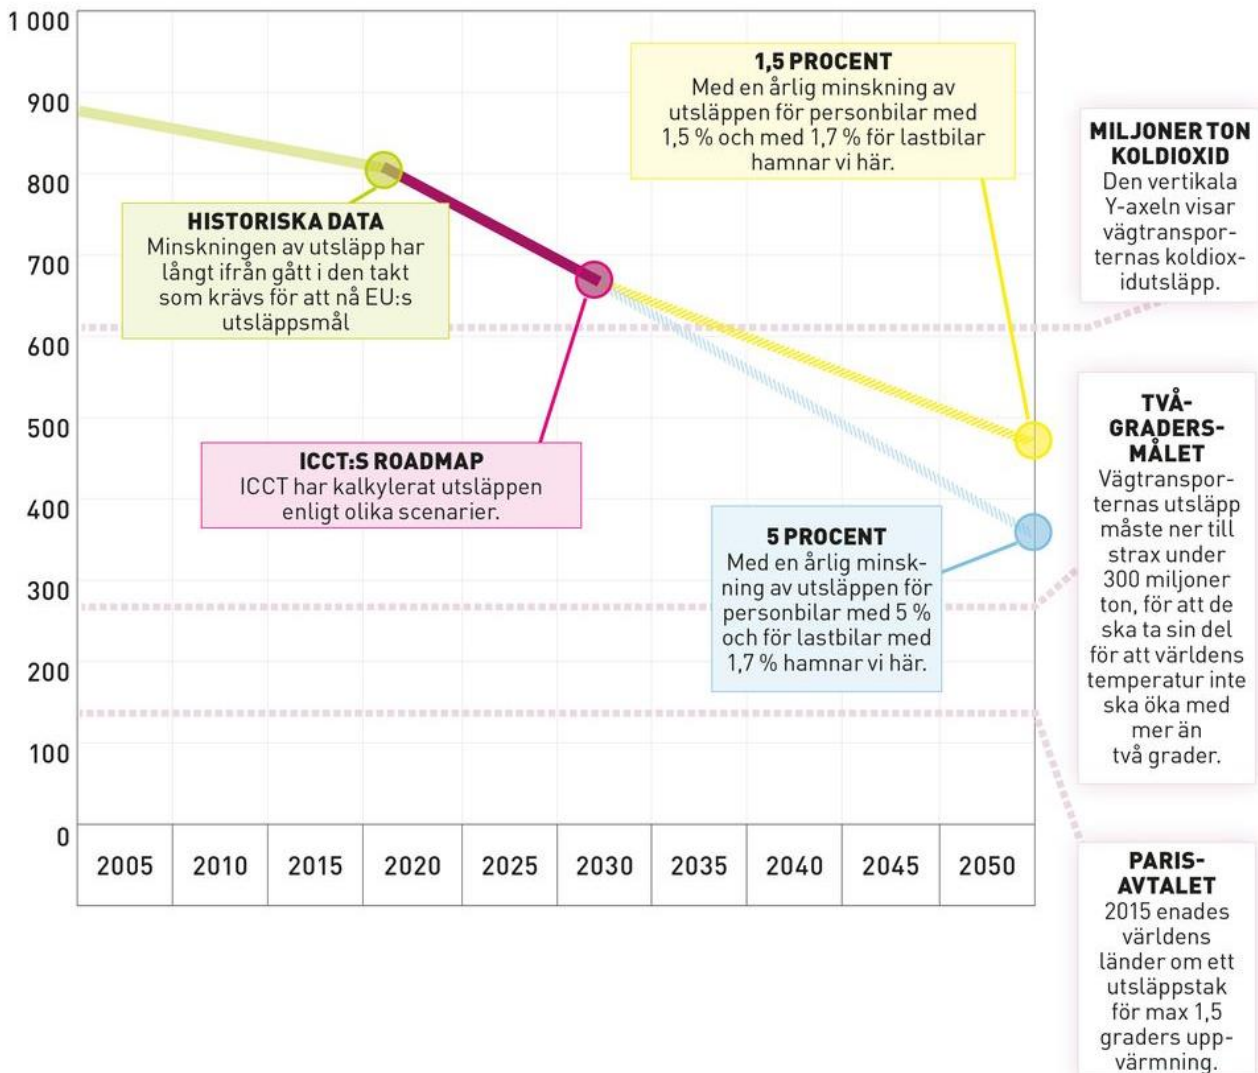 1 000
900
800
700
600
500
400
300
200
100
0
2005 2010 2015 2020 2025 2030 2035 2040 2045 2050
HISTORISKA DATA
Minskningen av utsläpp har
långt ifrån gått i den takt
som krävs för att nå EU:s
utsläppsmål
ICCT:S ROADMAP
ICCT har kalkylerat utsläppen
enligt olika scenarier.
1,5 PROCENT
Med en årlig minskning av
utsläppen för personbilar med
1,5 % och med 1,7 % för lastbilar
hamnar vi här.
5 PROCENT
Med en årlig minsk-
ning av utsläppen för
personbilar med 5 %
och för lastbilar med
1,7 % hamnar vi här.
MILJONER TON
KOLDIOXID
Den vertikala
Y-axeln visar
vägtranspor-
ternas koldiox-
idutsläpp.
TVÅ-
GRADERS-
MÅLET
Vägtranspor-
ternas utsläpp
måste ner till
strax under
300 miljoner
ton, för att de
ska ta sin del
för att världens
temperatur inte
ska öka med
mer än
två grader.
PARIS-
AVTALET
2015 enades
världens
länder om ett
utsläppstak
för max 1,5
graders upp-
värmning.